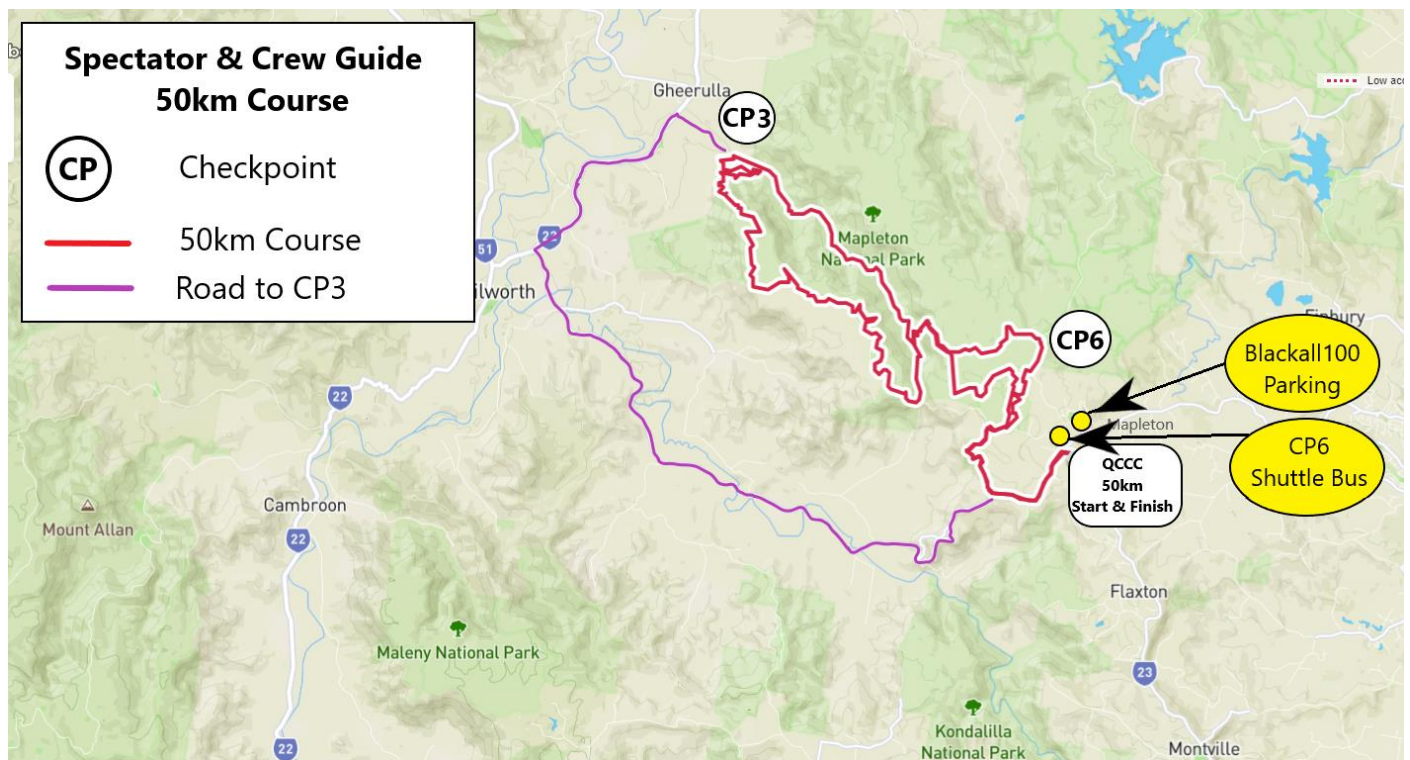 Spectator & Crew Guide
50km Course
CP
Checkpoint
50km Course
Road to CP3
Gheerulla
CP3
Low acc
22
51
ilworth
Mapleton
National Park
CP6
Blackall100
Parking
Mapleton
CP6
Shuttle Bus
QCCC
50km
Start & Finish
22
Cambroon
Mount Allan
22
Flaxton
Maleny National Park
23
Kondalilla
National Park
Montville
22